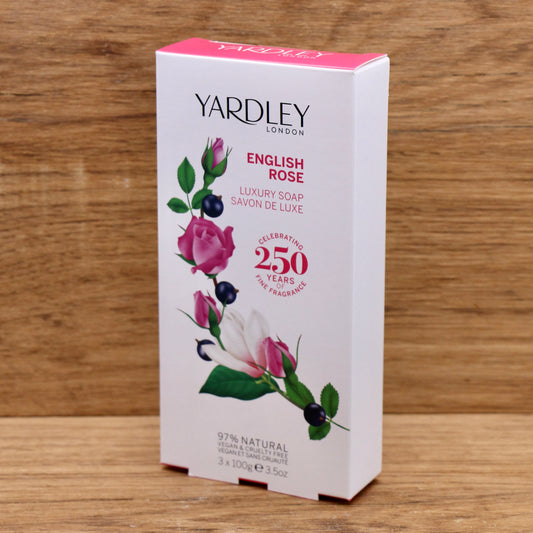 YARDLEY
LONDON
YARDLEY
LONDON
ENGLISH
ROSE
LUXURY SOAP
SAVON DE LUXE
CELEBRATING
250
YEARS
OF
FINE FRAGRANCE
97% NATURAL
VEGAN & CRUELTY FREE
VEGAN ET SANS CRUAUTÉ
3 x 100g ℮ 3.5oz